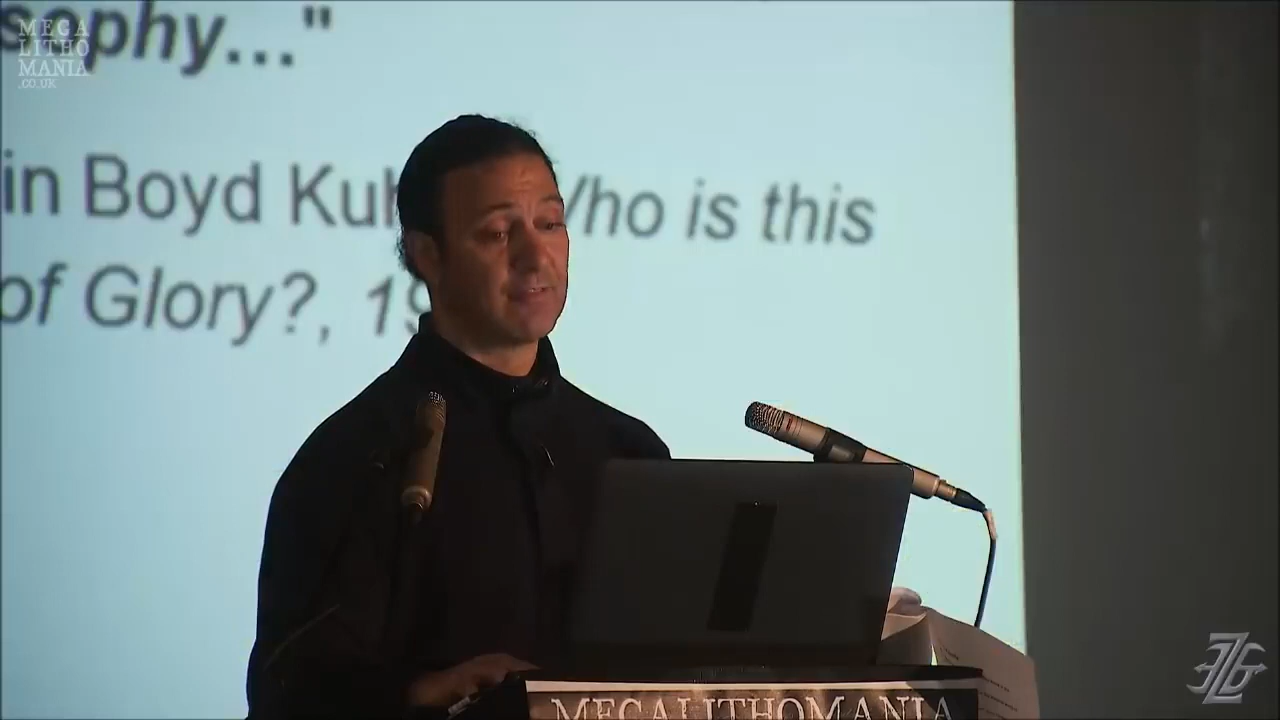 MEGA
LITHO
MANIA
.CO.UK
sophy..."
in Boyd Kuh Who is this
of Glory?, 19
MEGALITHOMANIA